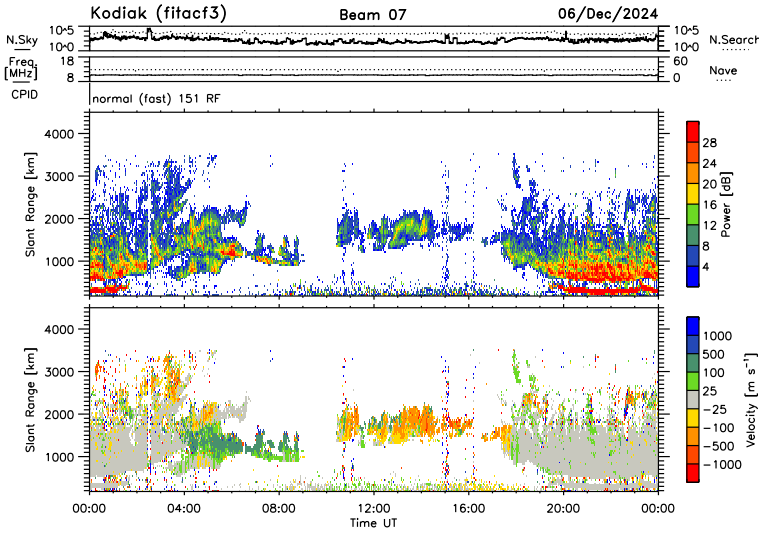 Kodiak (fitacf3) Beam 07 06/Dec/2024
N.Sky 10^5 10^0 10^5 10^0 N.Search
Freq. [MHz] 18 8 60 0 Nave
CPID normal (fast) 151 RF
Slant Range [km] 4000 3000 2000 1000
28 24 20 16 12 8 4 Power [dB]
Slant Range [km] 4000 3000 2000 1000
1000 500 100 25 -25 -100 -500 -1000 Velocity [m s^-1]
00:00 04:00 08:00 12:00 16:00 20:00 00:00
Time UT